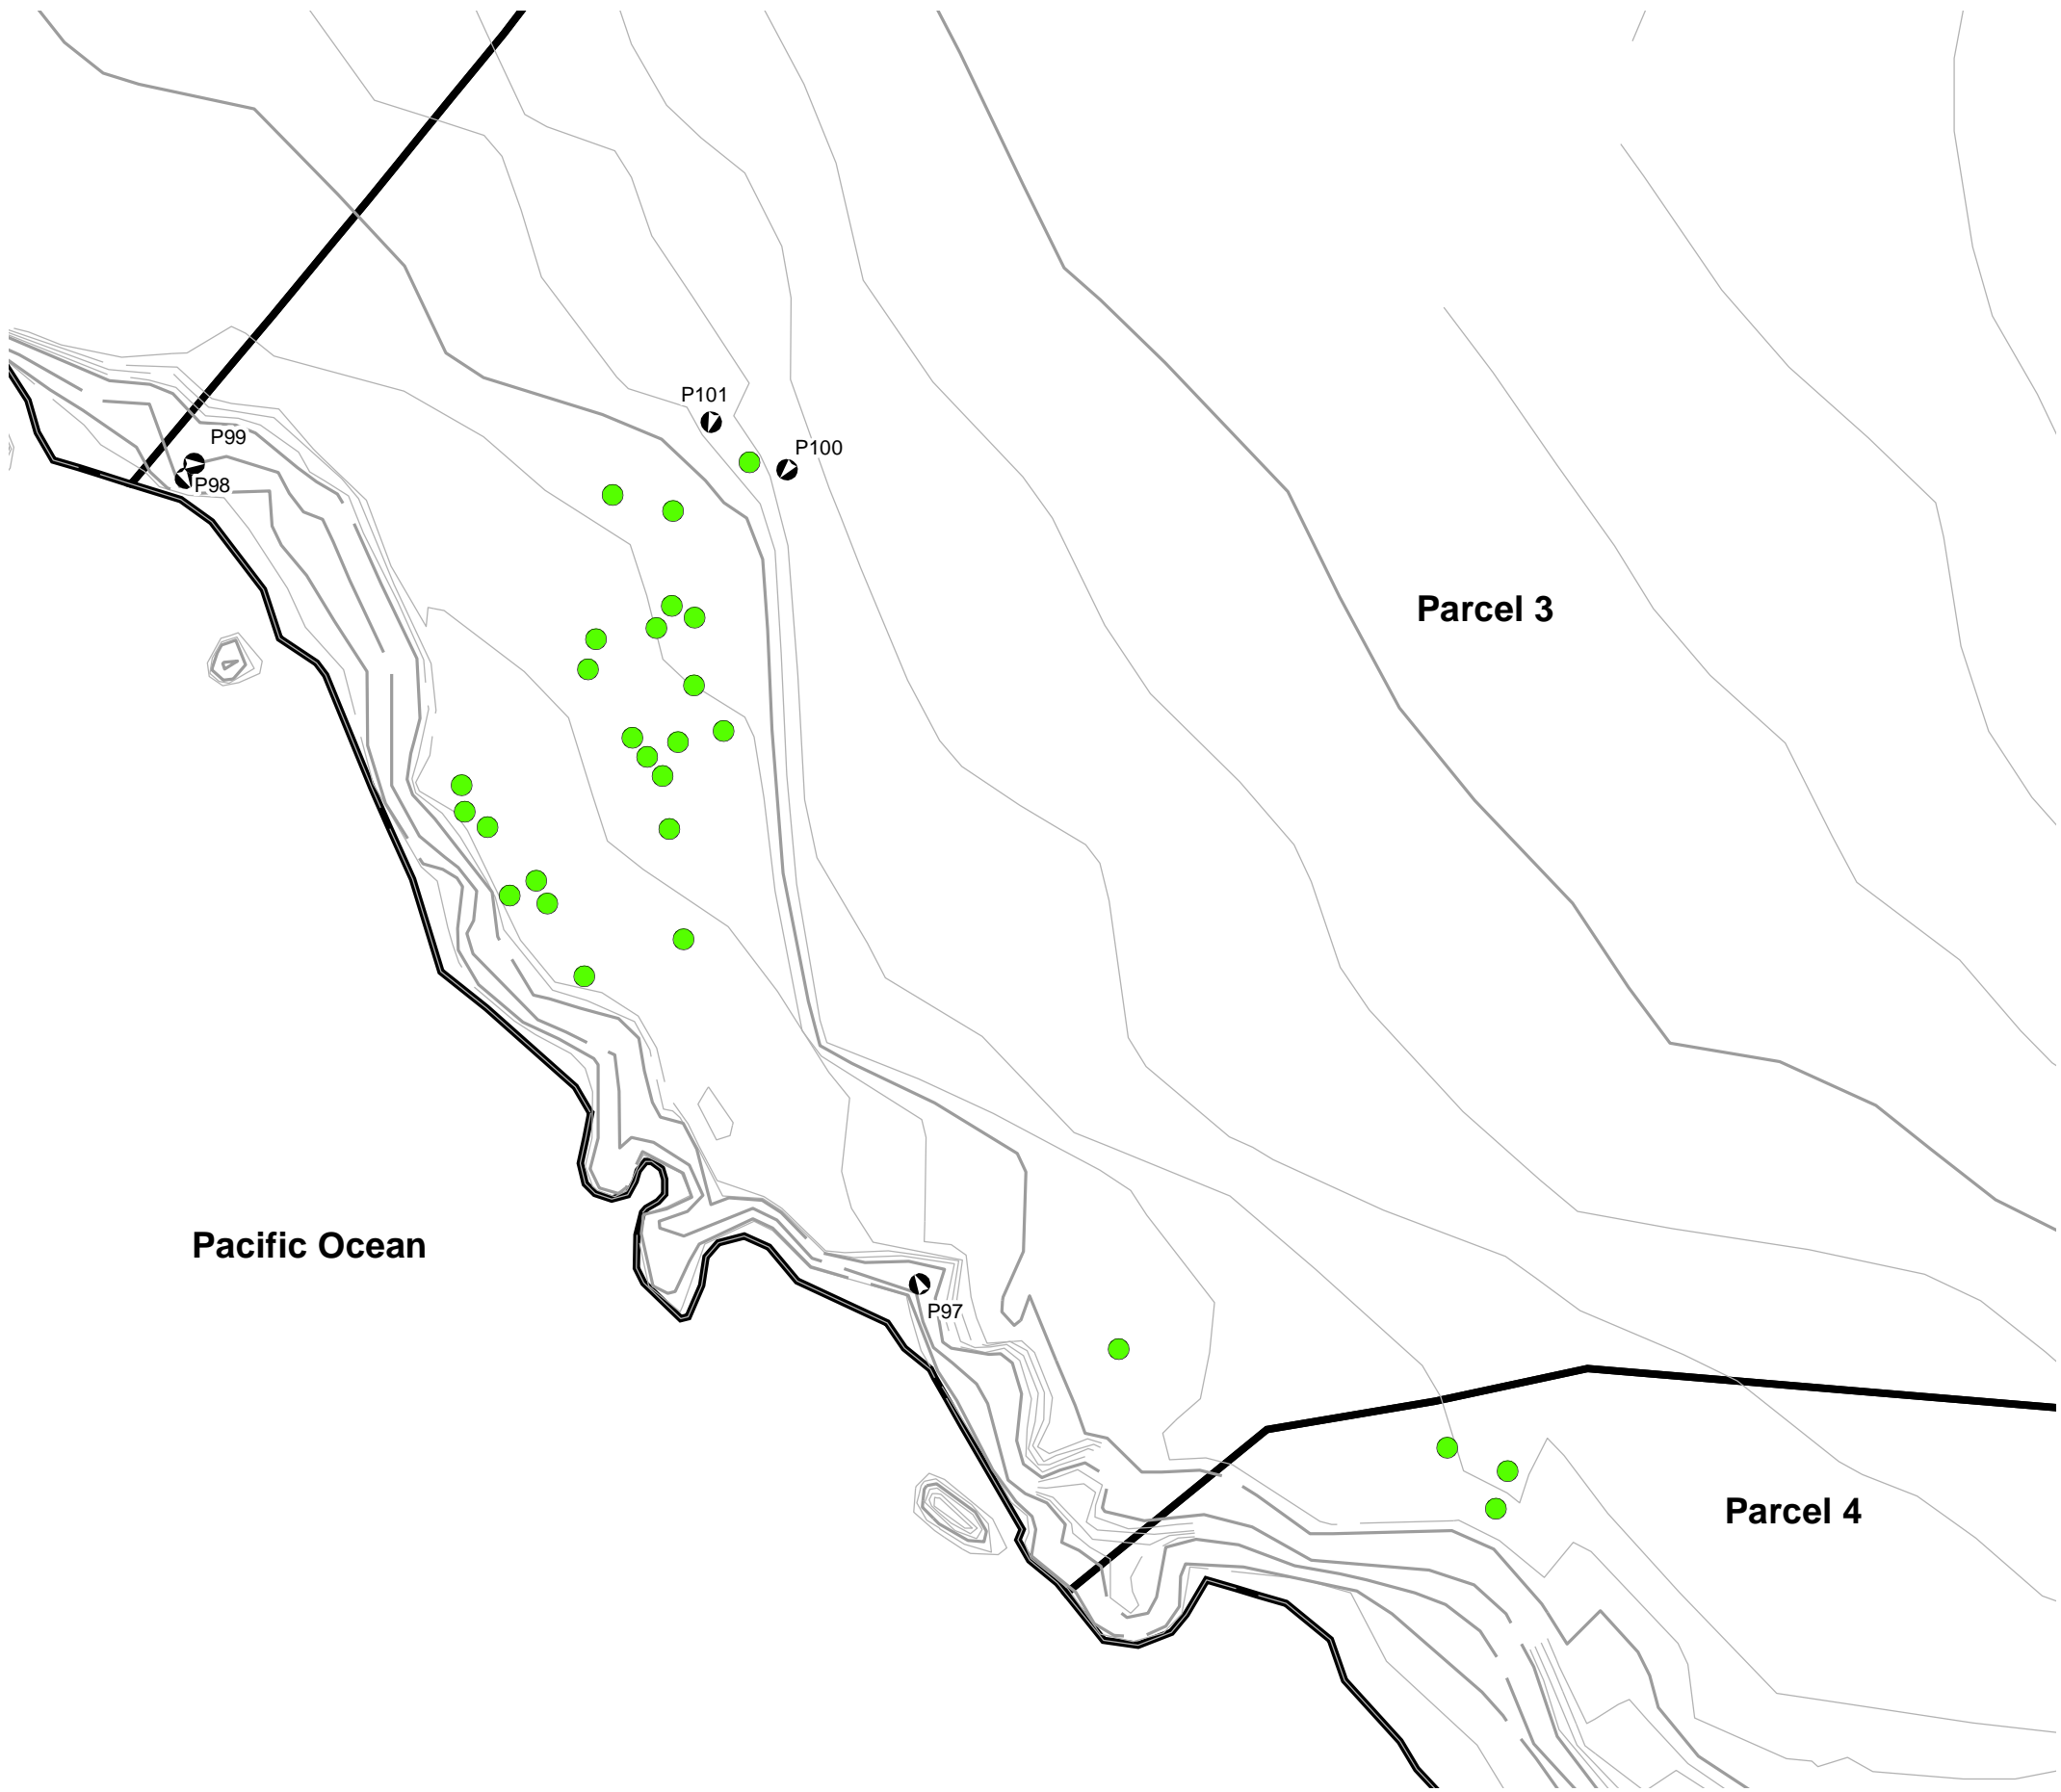 P101
P99
P100
P98
Parcel 3
Pacific Ocean
P97
Parcel 4